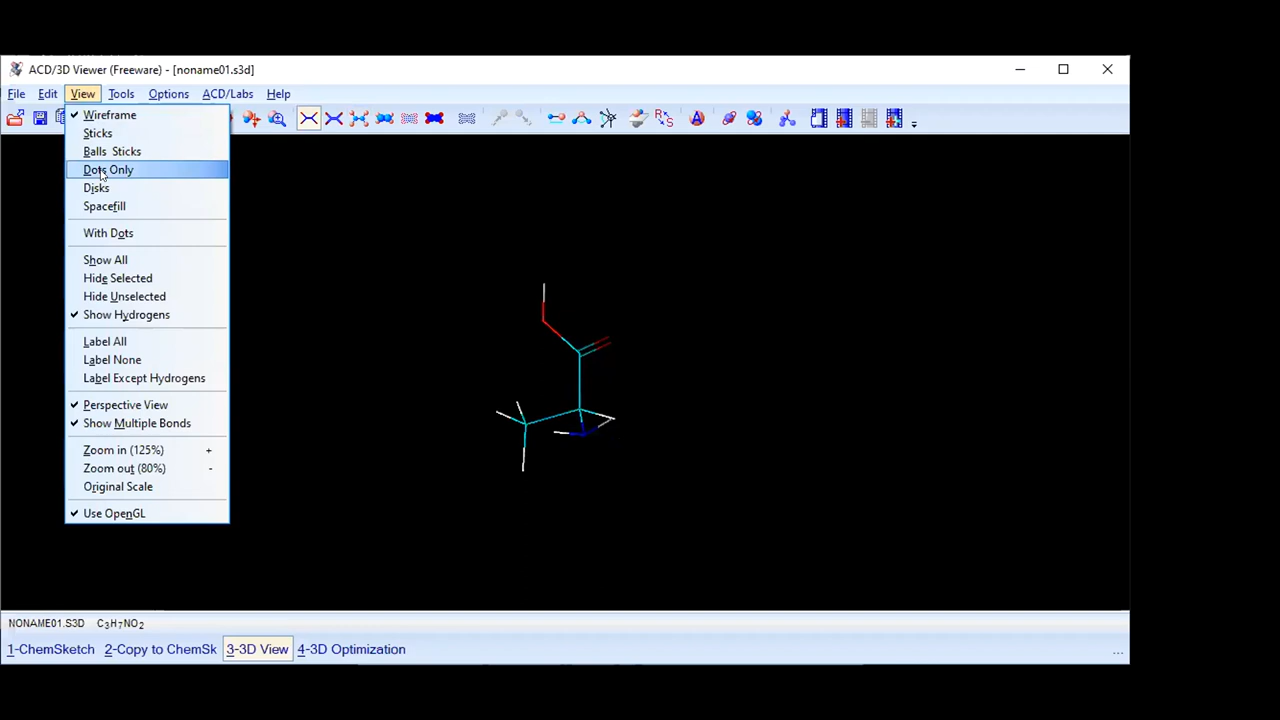 ACD/3D Viewer (Freeware) - [noname01.s3d]
File Edit View Tools Options ACD/Labs Help
Wireframe
Sticks
Balls Sticks
Dots Only
Disks
Spacefill
With Dots
Show All
Hide Selected
Hide Unselected
Show Hydrogens
Label All
Label None
Label Except Hydrogens
Perspective View
Show Multiple Bonds
Zoom in (125%) +
Zoom out (80%) -
Original Scale
Use OpenGL
NONAME01.S3D C3H7NO2
1-ChemSketch 2-Copy to ChemSk 3-3D View 4-3D Optimization ...